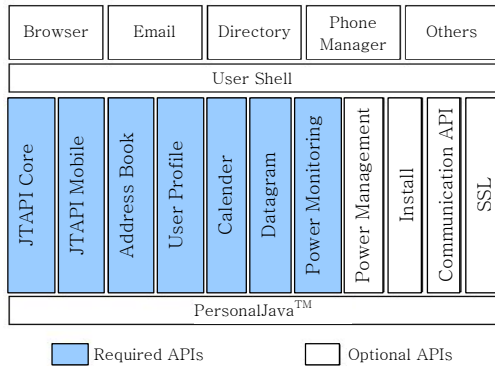 Browser
Email
Directory
Phone
Manager
Others
User Shell
JTAPI Core
JTAPI Mobile
Address Book
User Profile
Calender
Datagram
Power Monitoring
Power Management
Install
Communication API
SSL
PersonalJava™
Required APIs
Optional APIs